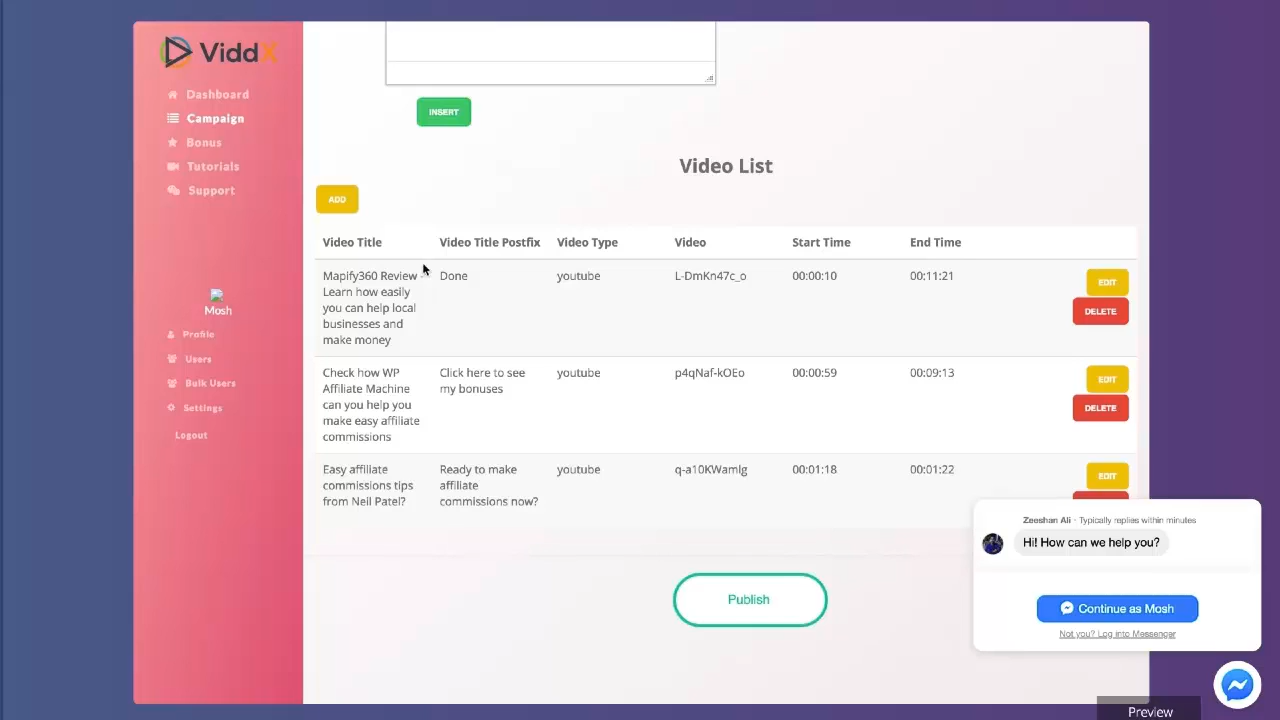 ViddX
Dashboard
Campaign
Bonus
Tutorials
Support
Mosh
Profile
Users
Bulk Users
Settings
Logout
INSERT
Video List
ADD
Video Title Video Title Postfix Video Type Video Start Time End Time
Mapify360 Review - Done youtube L-DmKn47c_o 00:00:10 00:11:21 EDIT
Learn how easily
you can help local DELETE
businesses and
make money
Check how WP Click here to see youtube p4qNaf-kOEo 00:00:59 00:09:13 EDIT
Affiliate Machine my bonuses
can you help you DELETE
make easy affiliate
commissions
Easy affiliate Ready to make youtube q-a10KWamIg 00:01:18 00:01:22 EDIT
commissions tips affiliate
from Neil Patel? commissions now?
Publish
Zeeshan Ali - Typically replies within minutes
Hi! How can we help you?
Continue as Mosh
Not you? Log into Messenger
Preview